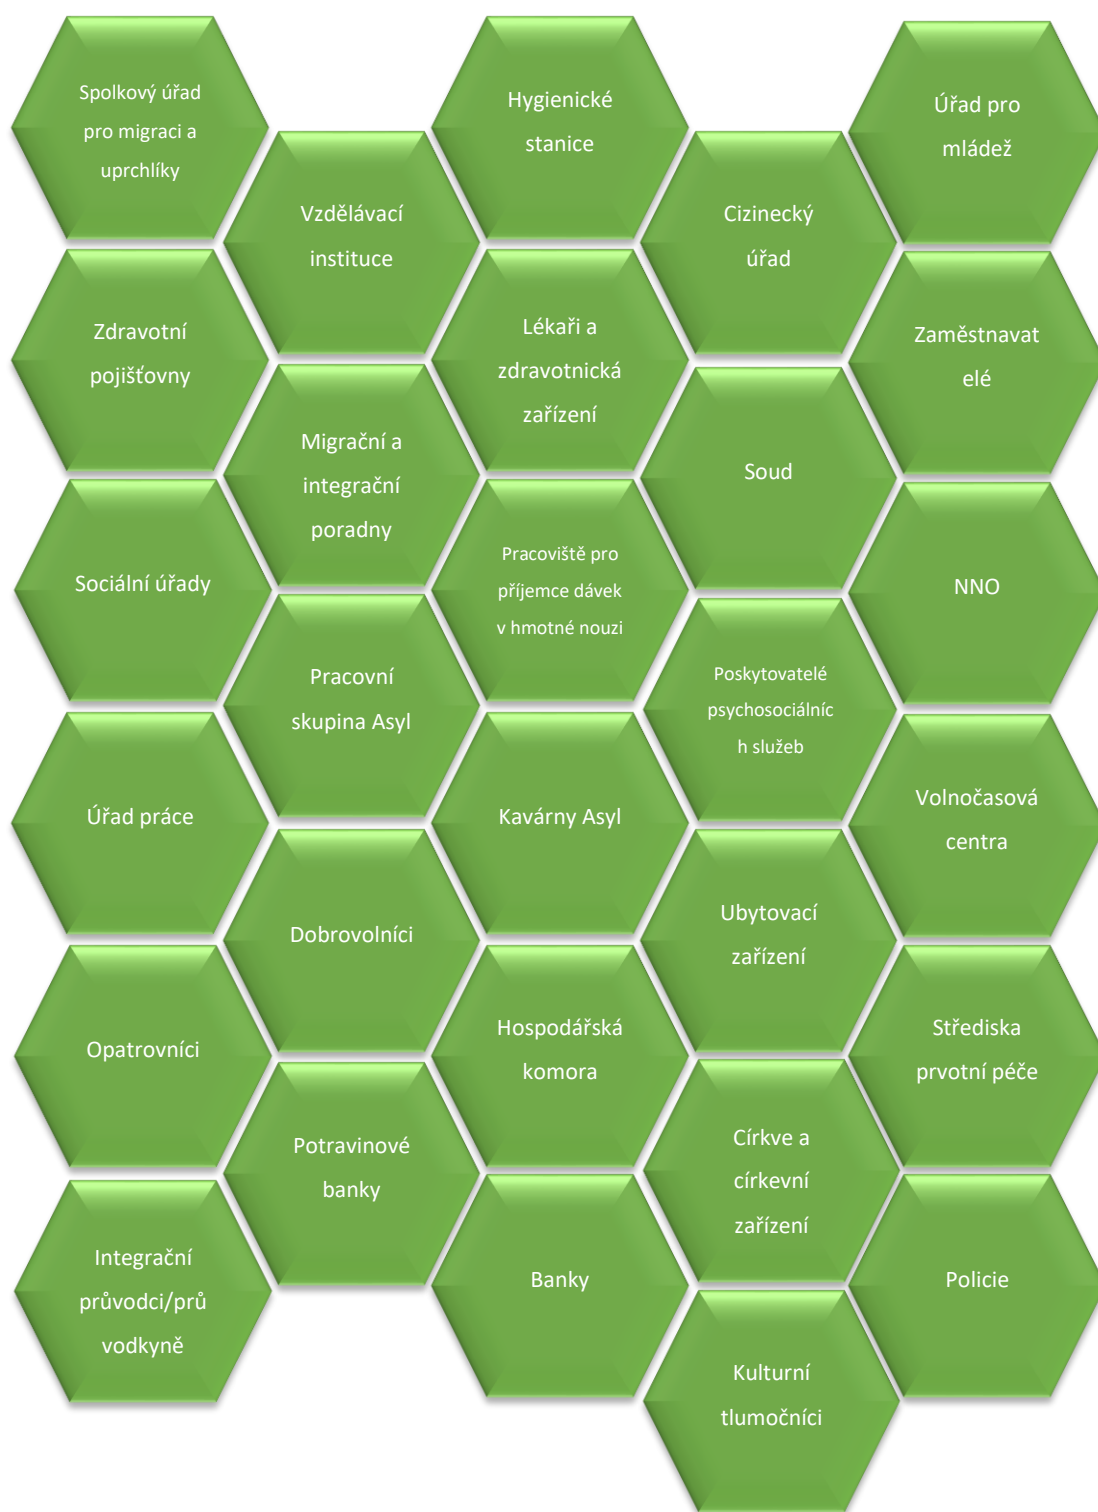 Spolkový úřad
pro migraci a
uprchlíky
Hygienické
stanice
Úřad pro
mládež
Vzdělávací
instituce
Cizinecký
úřad
Zdravotní
pojišťovny
Lékaři a
zdravotnická
zařízení
Zaměstnavat
elé
Migrační a
integrační
poradny
Soud
Sociální úřady
Pracoviště pro
příjemce dávek
v hmotné nouzi
NNO
Pracovní
skupina Asyl
Poskytovatelé
psychosociálníc
h služeb
Úřad práce
Kavárny Asyl
Volnočasová
centra
Dobrovolníci
Ubytovací
zařízení
Opatrovníci
Hospodářská
komora
Střediska
prvotní péče
Potravinové
banky
Církve a
církevní
zařízení
Integrační
průvodci/prů
vodkyně
Banky
Policie
Kulturní
tlumočníci